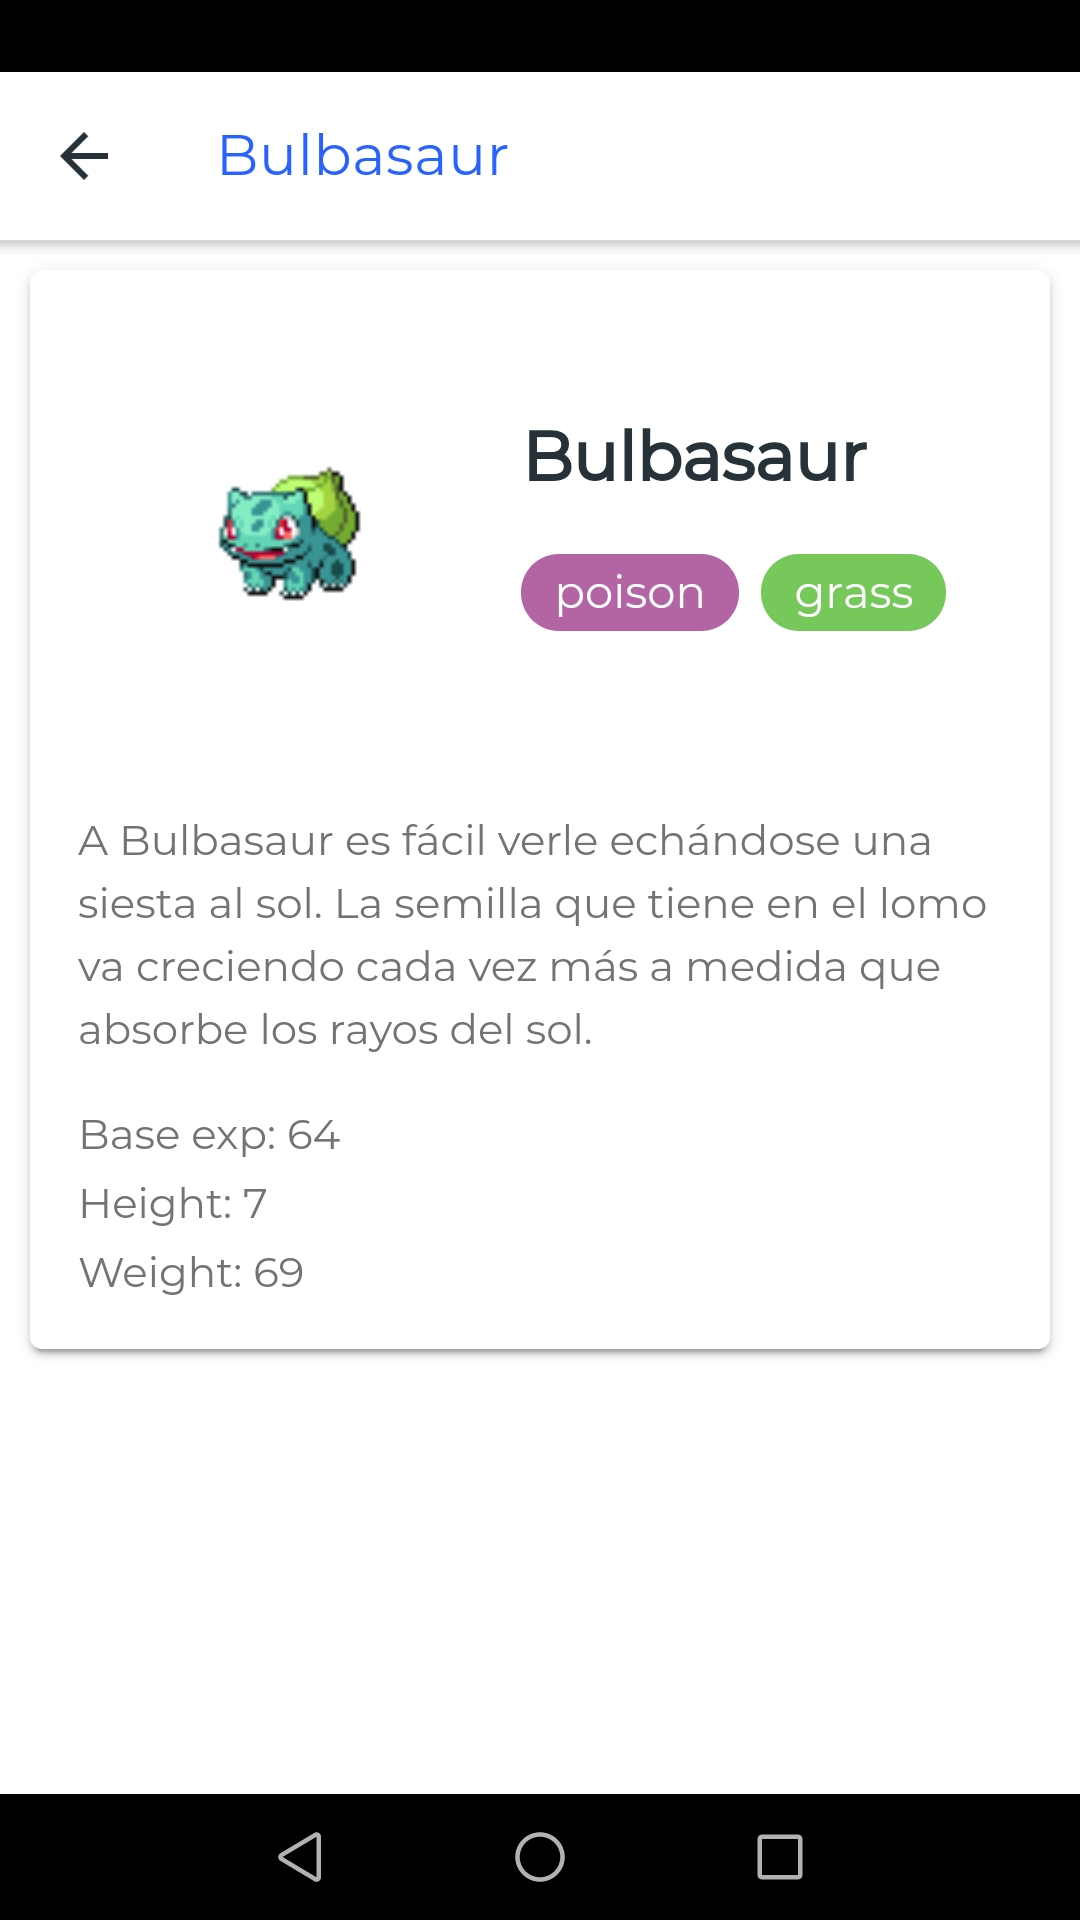 Bulbasaur
Bulbasaur
poison grass
A Bulbasaur es fácil verle echándose una
siesta al sol. La semilla que tiene en el lomo
va creciendo cada vez más a medida que
absorbe los rayos del sol.
Base exp: 64
Height: 7
Weight: 69